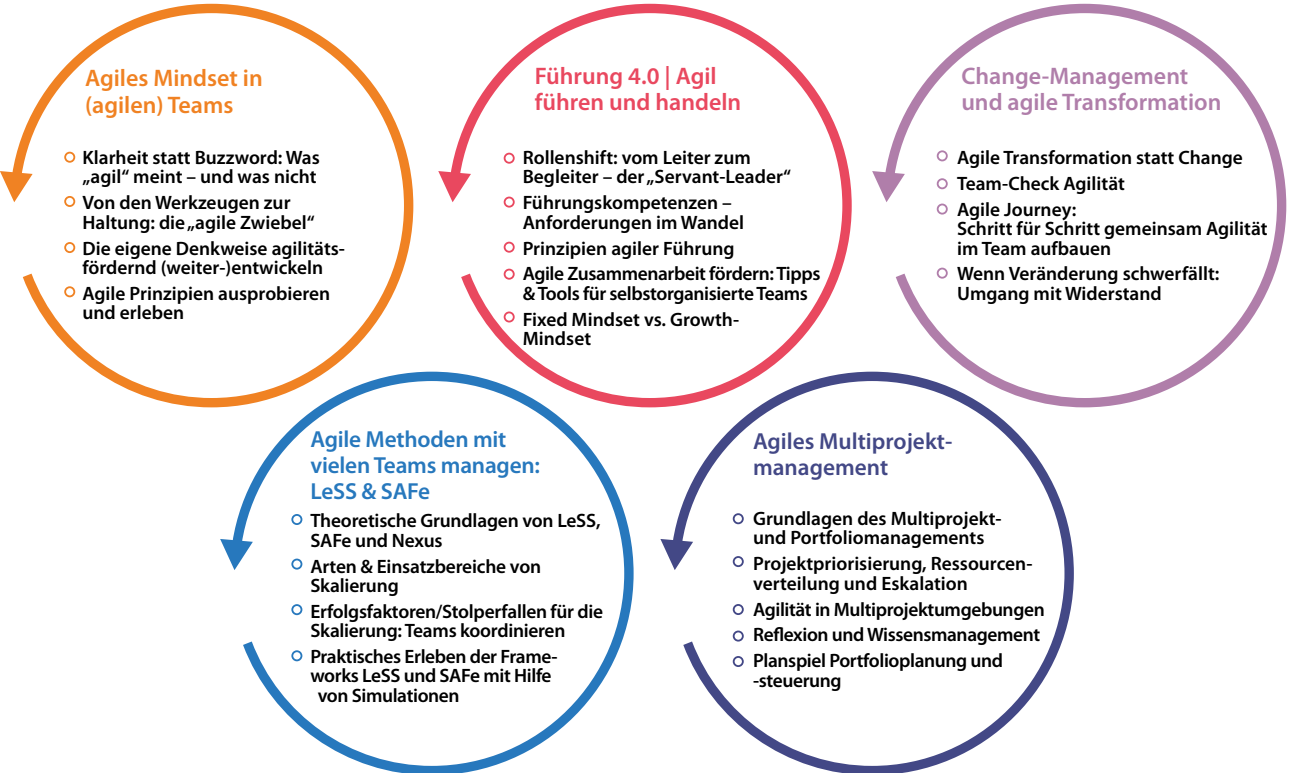 Agiles Mindset in
(agilen) Teams
Klarheit statt Buzzword: Was
„agil“ meint – und was nicht
Von den Werkzeugen zur
Haltung: die „agile Zwiebel“
Die eigene Denkweise agilitäts-
fördernd (weiter-)entwickeln
Agile Prinzipien ausprobieren
und erleben
Führung 4.0 | Agil
führen und handeln
Rollenshift: vom Leiter zum
Begleiter – der „Servant-Leader“
Führungskompetenzen –
Anforderungen im Wandel
Prinzipien agiler Führung
Agile Zusammenarbeit fördern: Tipps
& Tools für selbstorganisierte Teams
Fixed Mindset vs. Growth-
Mindset
Change-Management
und agile Transformation
Agile Transformation statt Change
Team-Check Agilität
Agile Journey:
Schritt für Schritt gemeinsam Agilität
im Team aufbauen
Wenn Veränderung schwerfällt:
Umgang mit Widerstand
Agile Methoden mit
vielen Teams managen:
LeSS & SAFe
Theoretische Grundlagen von LeSS,
SAFe und Nexus
Arten & Einsatzbereiche von
Skalierung
Erfolgsfaktoren/Stolperfallen für die
Skalierung: Teams koordinieren
Praktisches Erleben der Frame-
works LeSS und SAFe mit Hilfe
von Simulationen
Agiles Multiprojekt-
management
Grundlagen des Multiprojekt-
und Portfoliomanagements
Projektpriorisierung, Ressourcen-
verteilung und Eskalation
Agilität in Multiprojektumgebungen
Reflexion und Wissensmanagement
Planspiel Portfolioplanung und
-steuerung